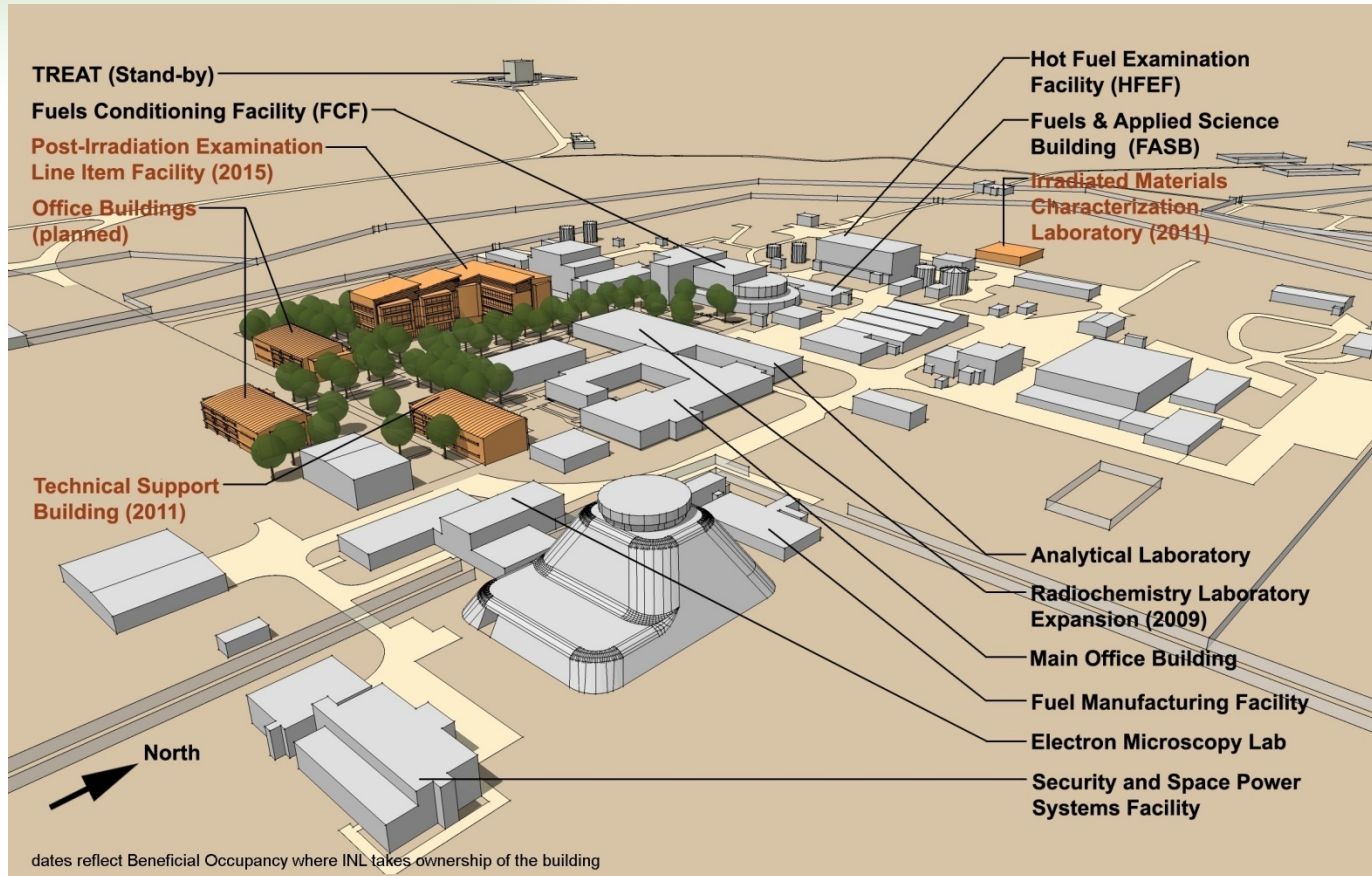 TREAT (Stand-by)
Fuels Conditioning Facility (FCF)
Post-Irradiation Examination
Line Item Facility (2015)
Office Buildings
(planned)
Technical Support
Building (2011)
Hot Fuel Examination
Facility (HFEF)
Fuels & Applied Science
Building (FASB)
Irradiated Materials
Characterization
Laboratory (2011)
Analytical Laboratory
Radiochemistry Laboratory
Expansion (2009)
Main Office Building
Fuel Manufacturing Facility
Electron Microscopy Lab
Security and Space Power
Systems Facility
North
dates reflect Beneficial Occupancy where INL takes ownership of the building